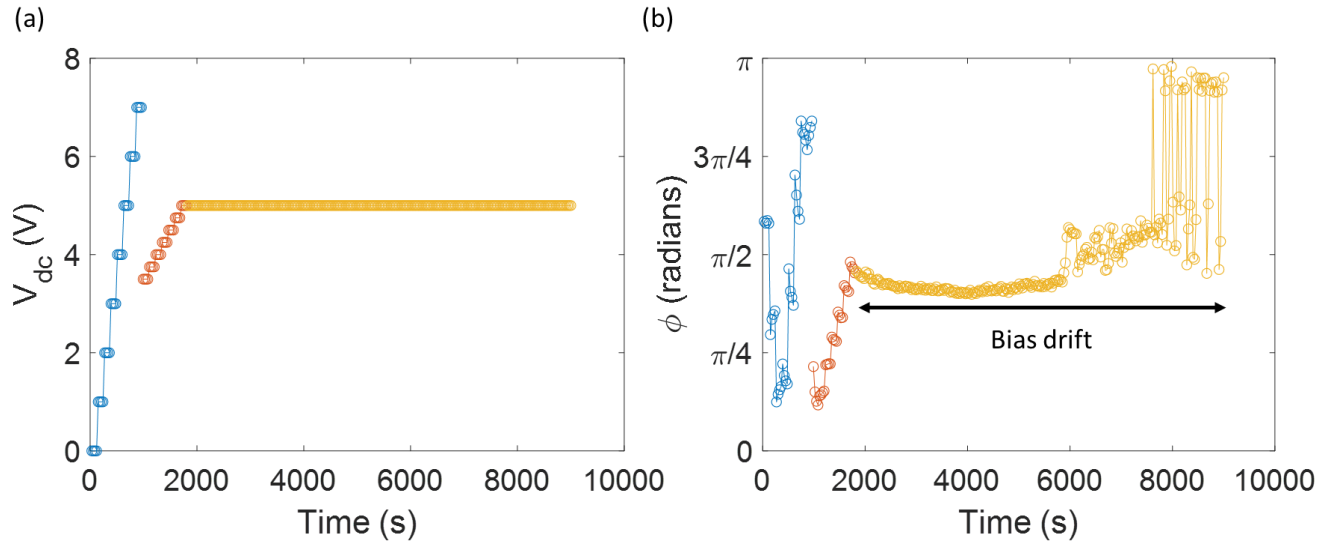 (a)
(b)
8
6
4
2
0
V_dc (V)
0 2000 4000 6000 8000 10000
Time (s)
π
3π/4
π/2
π/4
0
ϕ (radians)
Bias drift
0 2000 4000 6000 8000 10000
Time (s)